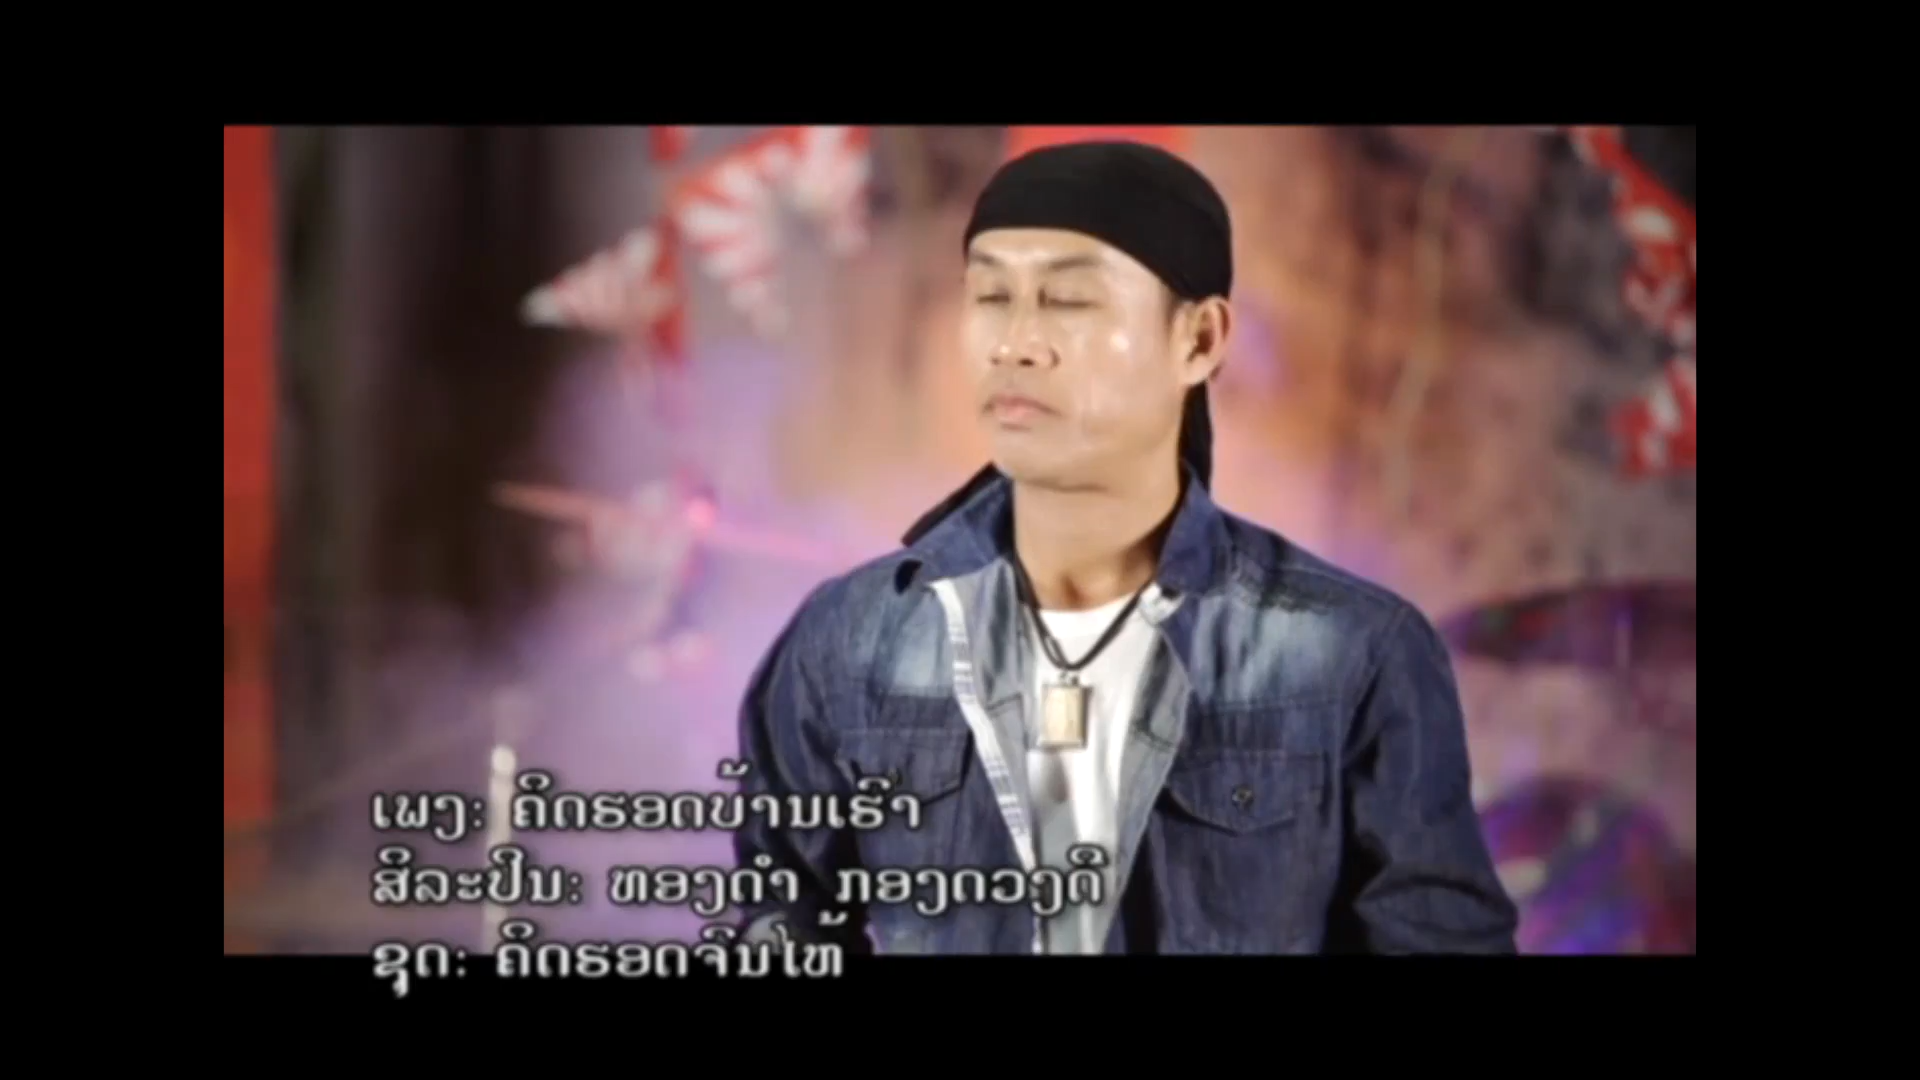 ເພງ: ຄິດຮອດບ້ານເຮົາ
ສິລະປິນ: ທອງດຳ ກອງດວງດີ
ຊຸດ: ຄິດຮອດຈົນໄຫ້